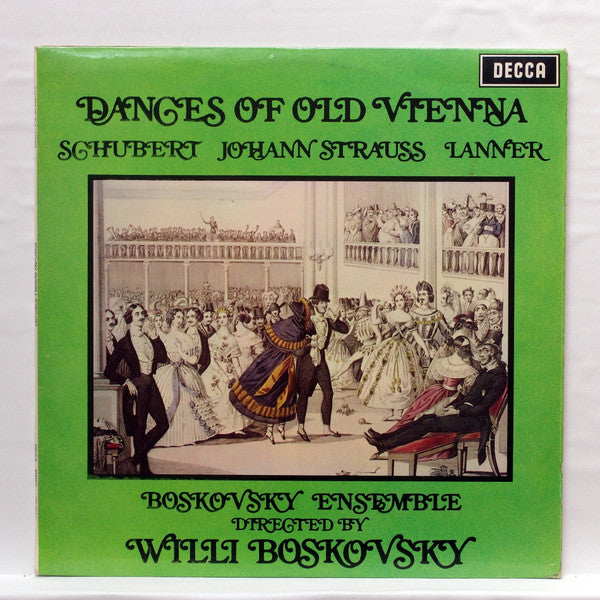 DECCA
DANCES OF OLD VIENNA
SCHUBERT JOHANN STRAUSS LANNER
BOSKOVSKY ENSEMBLE
DIRECTED BY
WILLI BOSKOVSKY